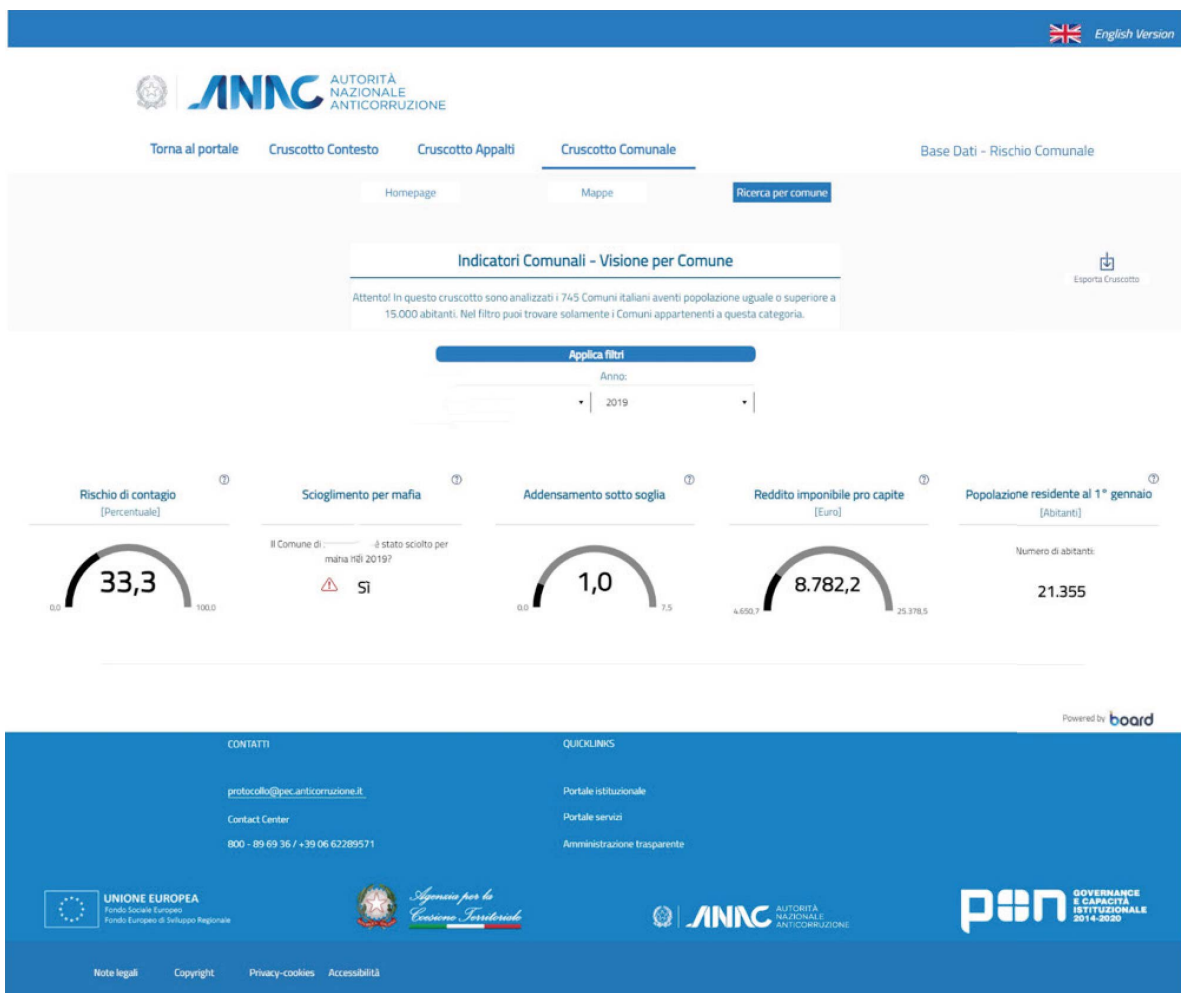 English Version
ANAC AUTORITÀ
NAZIONALE
ANTICORRUZIONE
Torna al portale Cruscotto Contesto Cruscotto Appalti Cruscotto Comunale Base Dati - Rischio Comunale
Homepage Mappe Ricerca per comune
Indicatori Comunali - Visione per Comune
Esporta Cruscotto
Attento! In questo cruscotto sono analizzati i 745 Comuni italiani aventi popolazione uguale o superiore a
15.000 abitanti. Nel filtro puoi trovare solamente i Comuni appartenenti a questa categoria.
Applica filtri
Anno:
2019
Rischio di contagio
[Percentuale]
33,3
0,0 100,0
Scioglimento per mafia
Il Comune di è stato sciolto per
mafia nel 2019?
Sì
Addensamento sotto soglia
1,0
0,0 7,5
Reddito imponibile pro capite
[Euro]
8.782,2
4.650,7 25.378,5
Popolazione residente al 1° gennaio
[Abitanti]
Numero di abitanti:
21.355
Powered by board
CONTATTI
protocollo@pec.anticorruzione.it
Contact Center
800 - 89 69 36 / +39 06 62289571
QUICKLINKS
Portale istituzionale
Portale servizi
Amministrazione trasparente
UNIONE EUROPEA
Fondo Sociale Europeo
Fondo Europeo di Sviluppo Regionale
Agenzia per la
Coesione Territoriale
ANAC AUTORITÀ
NAZIONALE
ANTICORRUZIONE
pon GOVERNANCE
E CAPACITÀ
ISTITUZIONALE
2014-2020
Note legali Copyright Privacy-cookies Accessibilità